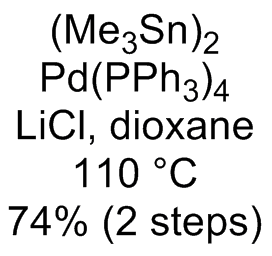 (Me₃Sn)₂
Pd(PPh₃)₄
LiCl, dioxane
110 °C
74% (2 steps)